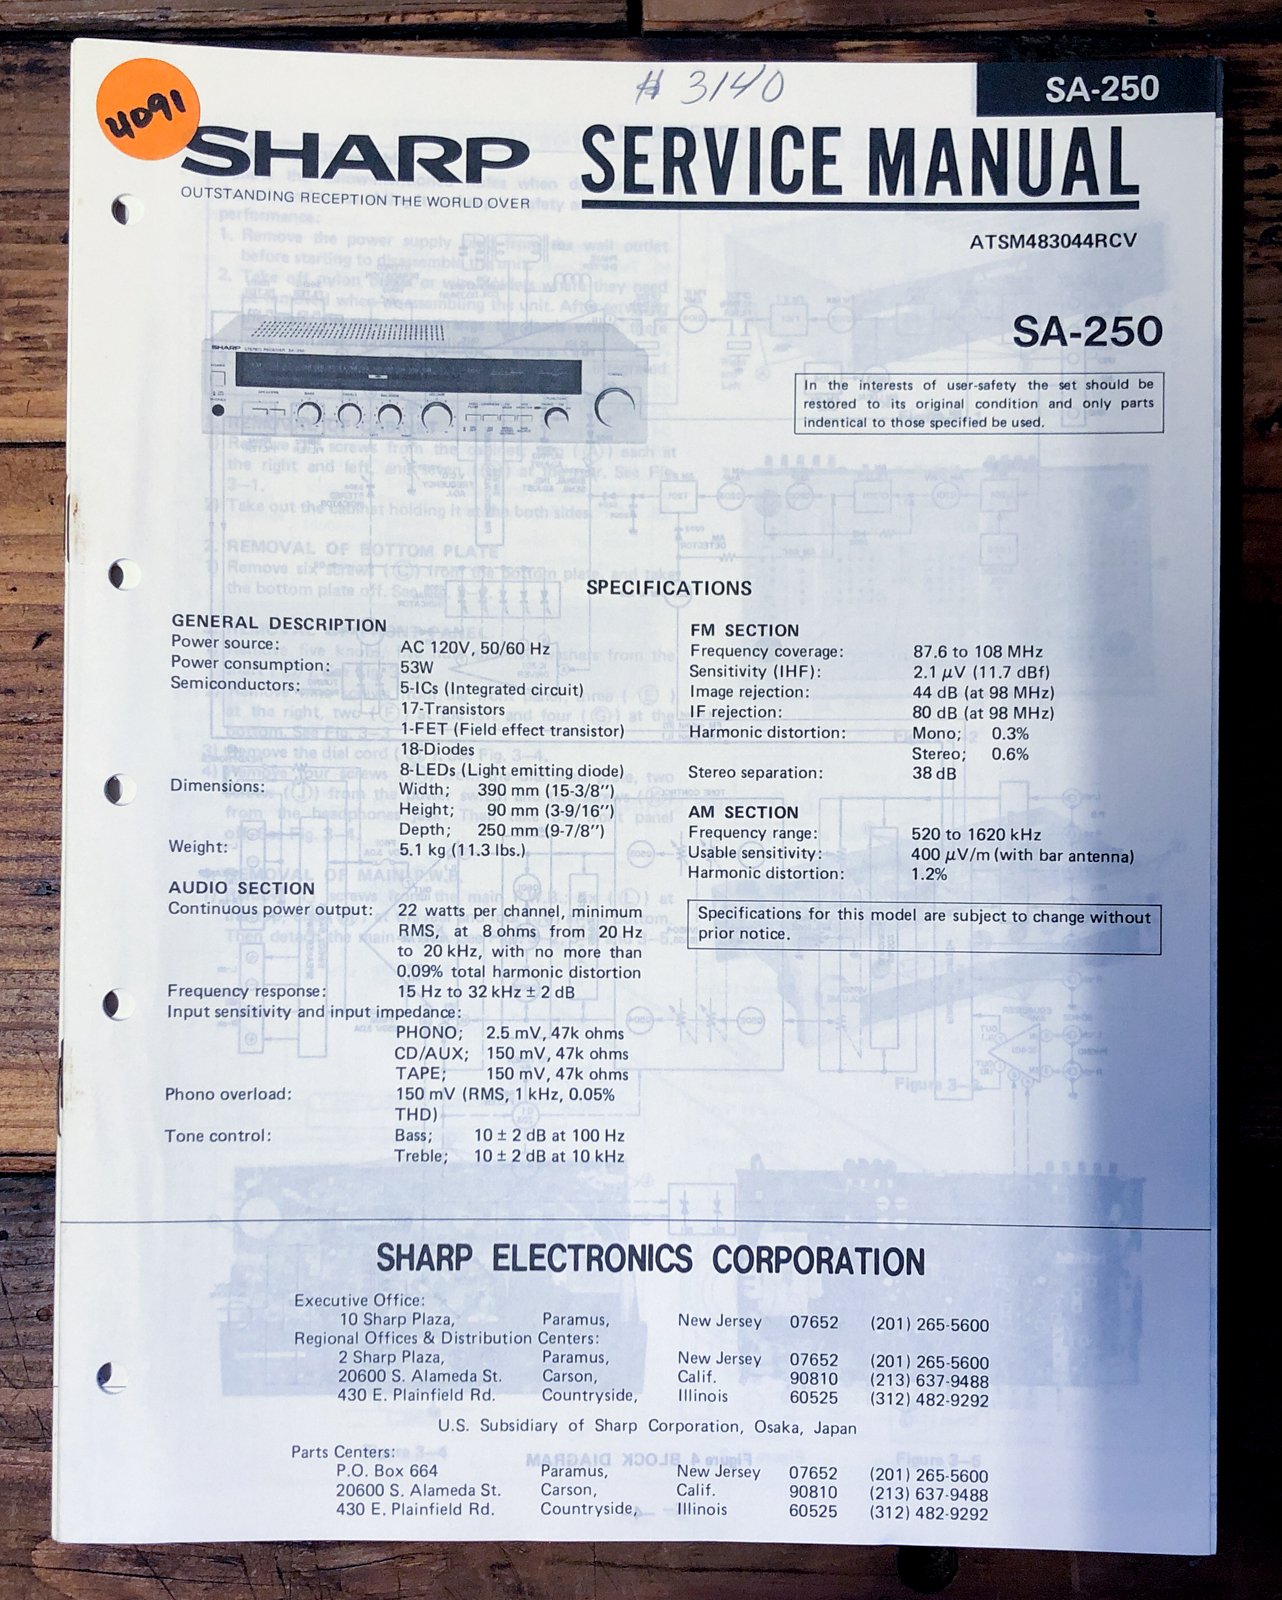 # 3140
SA-250
4091
SHARP SERVICE MANUAL
OUTSTANDING RECEPTION THE WORLD OVER
ATSM483044RCV
SA-250
SHARP
In the interests of user-safety the set should be
restored to its original condition and only parts
indentical to those specified be used.
SPECIFICATIONS
GENERAL DESCRIPTION
Power source: AC 120V, 50/60 Hz
Power consumption: 53W
Semiconductors: 5-ICs (Integrated circuit)
17-Transistors
1-FET (Field effect transistor)
18-Diodes
8-LEDs (Light emitting diode)
Dimensions: Width; 390 mm (15-3/8")
Height; 90 mm (3-9/16")
Depth; 250 mm (9-7/8")
Weight: 5.1 kg (11.3 lbs.)
AUDIO SECTION
Continuous power output: 22 watts per channel, minimum
RMS, at 8 ohms from 20 Hz
to 20 kHz, with no more than
0.09% total harmonic distortion
Frequency response: 15 Hz to 32 kHz ± 2 dB
Input sensitivity and input impedance:
PHONO; 2.5 mV, 47k ohms
CD/AUX; 150 mV, 47k ohms
TAPE; 150 mV, 47k ohms
Phono overload: 150 mV (RMS, 1 kHz, 0.05%
THD)
Tone control: Bass; 10 ± 2 dB at 100 Hz
Treble; 10 ± 2 dB at 10 kHz
FM SECTION
Frequency coverage: 87.6 to 108 MHz
Sensitivity (IHF): 2.1 μV (11.7 dBf)
Image rejection: 44 dB (at 98 MHz)
IF rejection: 80 dB (at 98 MHz)
Harmonic distortion: Mono; 0.3%
Stereo; 0.6%
Stereo separation: 38 dB
AM SECTION
Frequency range: 520 to 1620 kHz
Usable sensitivity: 400 μV/m (with bar antenna)
Harmonic distortion: 1.2%
Specifications for this model are subject to change without
prior notice.
SHARP ELECTRONICS CORPORATION
Executive Office:
10 Sharp Plaza, Paramus, New Jersey 07652 (201) 265-5600
Regional Offices & Distribution Centers:
2 Sharp Plaza, Paramus, New Jersey 07652 (201) 265-5600
20600 S. Alameda St. Carson, Calif. 90810 (213) 637-9488
430 E. Plainfield Rd. Countryside, Illinois 60525 (312) 482-9292
U.S. Subsidiary of Sharp Corporation, Osaka, Japan
Parts Centers:
P.O. Box 664 Paramus, New Jersey 07652 (201) 265-5600
20600 S. Alameda St. Carson, Calif. 90810 (213) 637-9488
430 E. Plainfield Rd. Countryside, Illinois 60525 (312) 482-9292